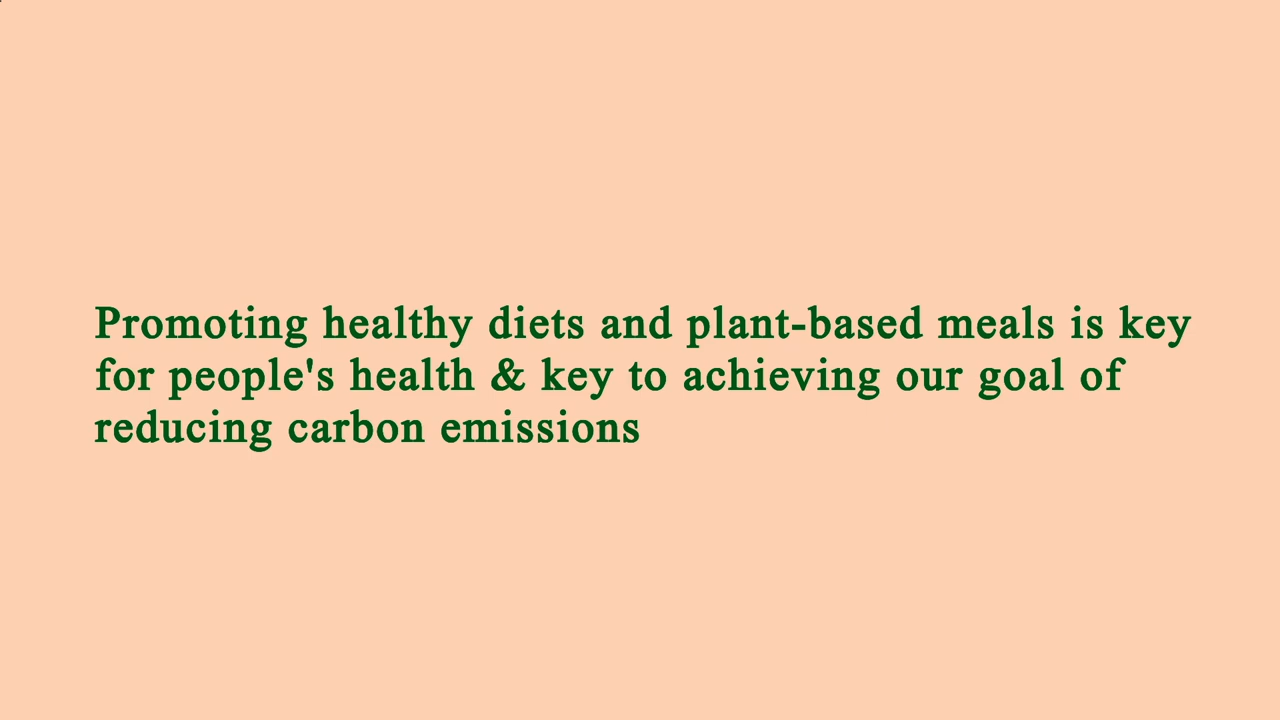 Promoting healthy diets and plant-based meals is key
for people's health & key to achieving our goal of
reducing carbon emissions